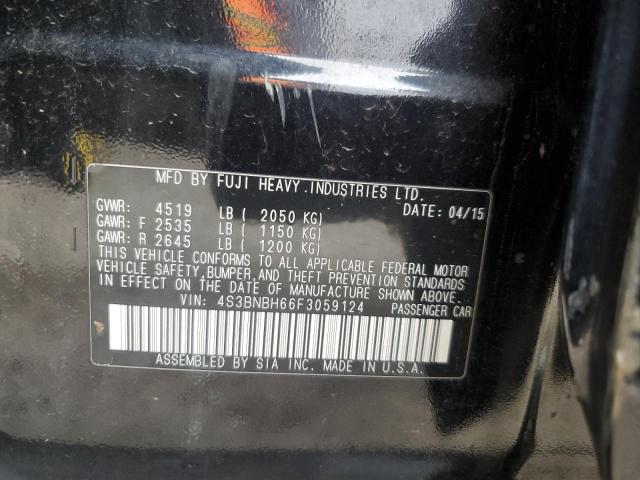 MFD BY FUJI HEAVY INDUSTRIES LTD.
GVWR: 4519 LB ( 2050 KG) DATE: 04/15
GAWR: F 2535 LB ( 1150 KG)
GAWR: R 2645 LB ( 1200 KG)
THIS VEHICLE CONFORMS TO ALL APPLICABLE FEDERAL MOTOR
VEHICLE SAFETY,BUMPER,AND THEFT PREVENTION STANDARDS
IN EFFECT ON THE DATE OF MANUFACTURE SHOWN ABOVE.
VIN: 4S3BNBH66F3059124 PASSENGER CAR
ASSEMBLED BY SIA INC. MADE IN U.S.A.